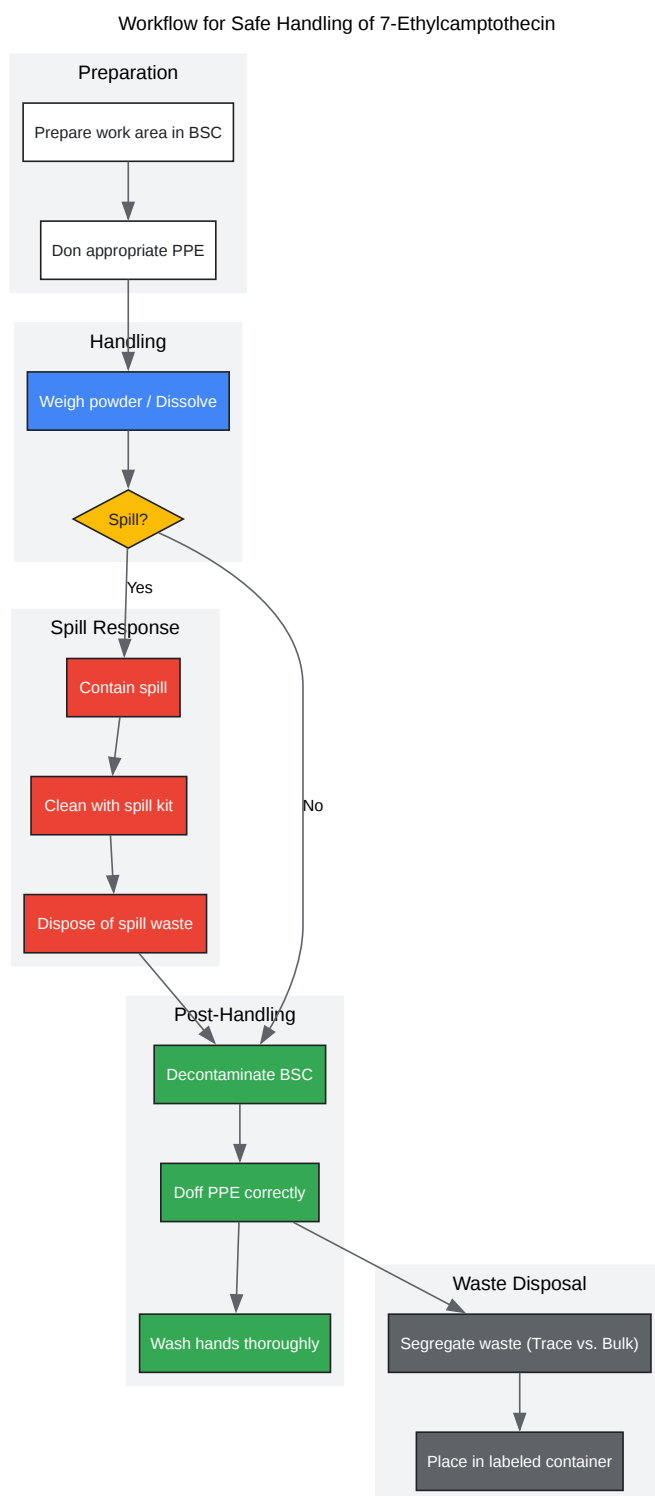 Workflow for Safe Handling of 7-Ethylcamptothecin
Preparation
Prepare work area in BSC
Don appropriate PPE
Handling
Weigh powder / Dissolve
Spill?
Yes
Spill Response
Contain spill
Clean with spill kit
No
Dispose of spill waste
Post-Handling
Decontaminate BSC
Doff PPE correctly
Waste Disposal
Wash hands thoroughly
Segregate waste (Trace vs. Bulk)
Place in labeled container